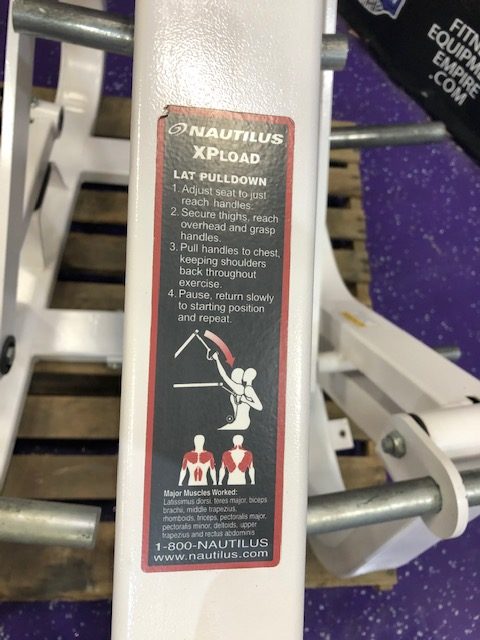 NAUTILUS
XPLOAD
LAT PULLDOWN
1. Adjust seat to just
reach handles.
2. Secure thighs, reach
overhead and grasp
handles.
3. Pull handles to chest,
keeping shoulders
back throughout
exercise.
4. Pause, return slowly
to starting position
and repeat.
Major Muscles Worked:
Latissimus dorsi, teres major, biceps
brachii, middle trapezius,
rhomboids, triceps, pectoralis major,
pectoralis minor, deltoids, upper
trapezius and rectus abdominis
1-800-NAUTILUS
www.nautilus.com
FITN
EQUIPME
EMPIRE
.COM